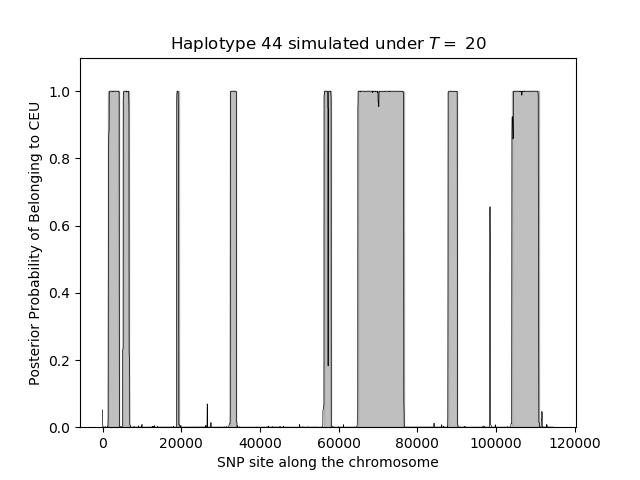 Haplotype 44 simulated under T = 20
Posterior Probability of Belonging to CEU
1.0
0.8
0.6
0.4
0.2
0.0
0 20000 40000 60000 80000 100000 120000
SNP site along the chromosome